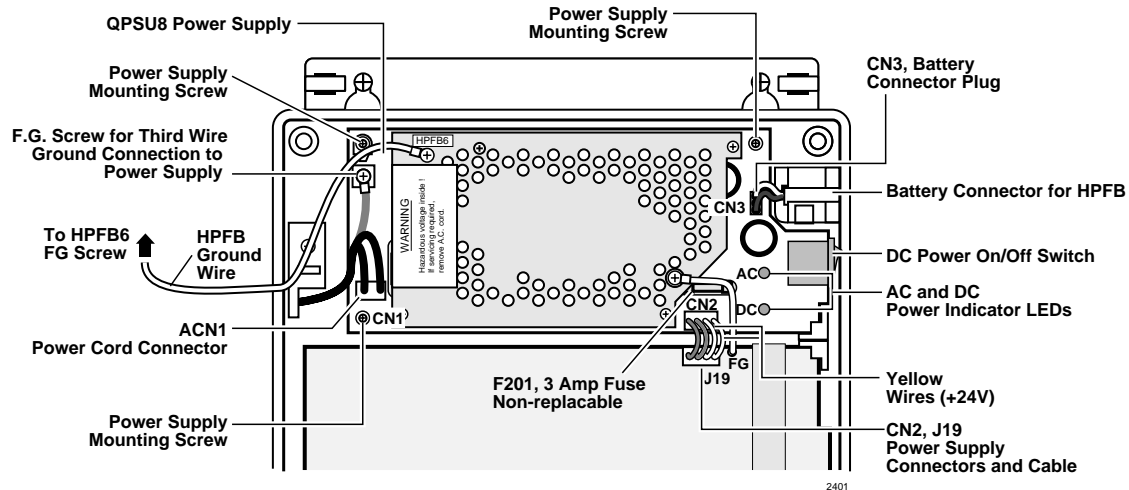 QPSU8 Power Supply
Power Supply
Mounting Screw
Power Supply
Mounting Screw
CN3, Battery
Connector Plug
F.G. Screw for Third Wire
Ground Connection to
Power Supply
HPFB6
WARNING
Hazardous voltage inside !
If servicing required,
remove A.C. cord.
CN3
Battery Connector for HPFB
To HPFB6
FG Screw
HPFB
Ground
Wire
DC Power On/Off Switch
AC
DC
AC and DC
Power Indicator LEDs
CN2
CN1
ACN1
Power Cord Connector
FG
J19
F201, 3 Amp Fuse
Non-replacable
Yellow
Wires (+24V)
Power Supply
Mounting Screw
CN2, J19
Power Supply
Connectors and Cable
2401